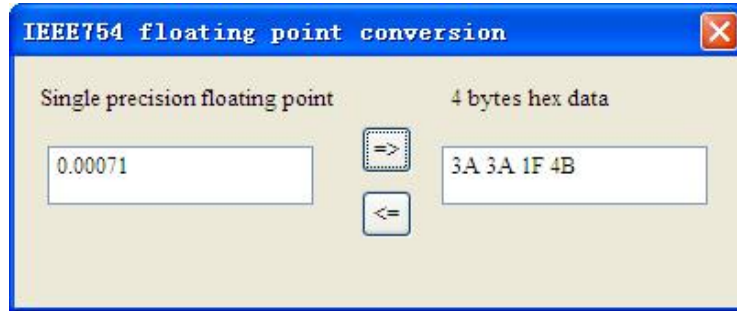 IEEE754 floating point conversion
Single precision floating point 4 bytes hex data
0.00071 => 3A 3A 1F 4B
<=